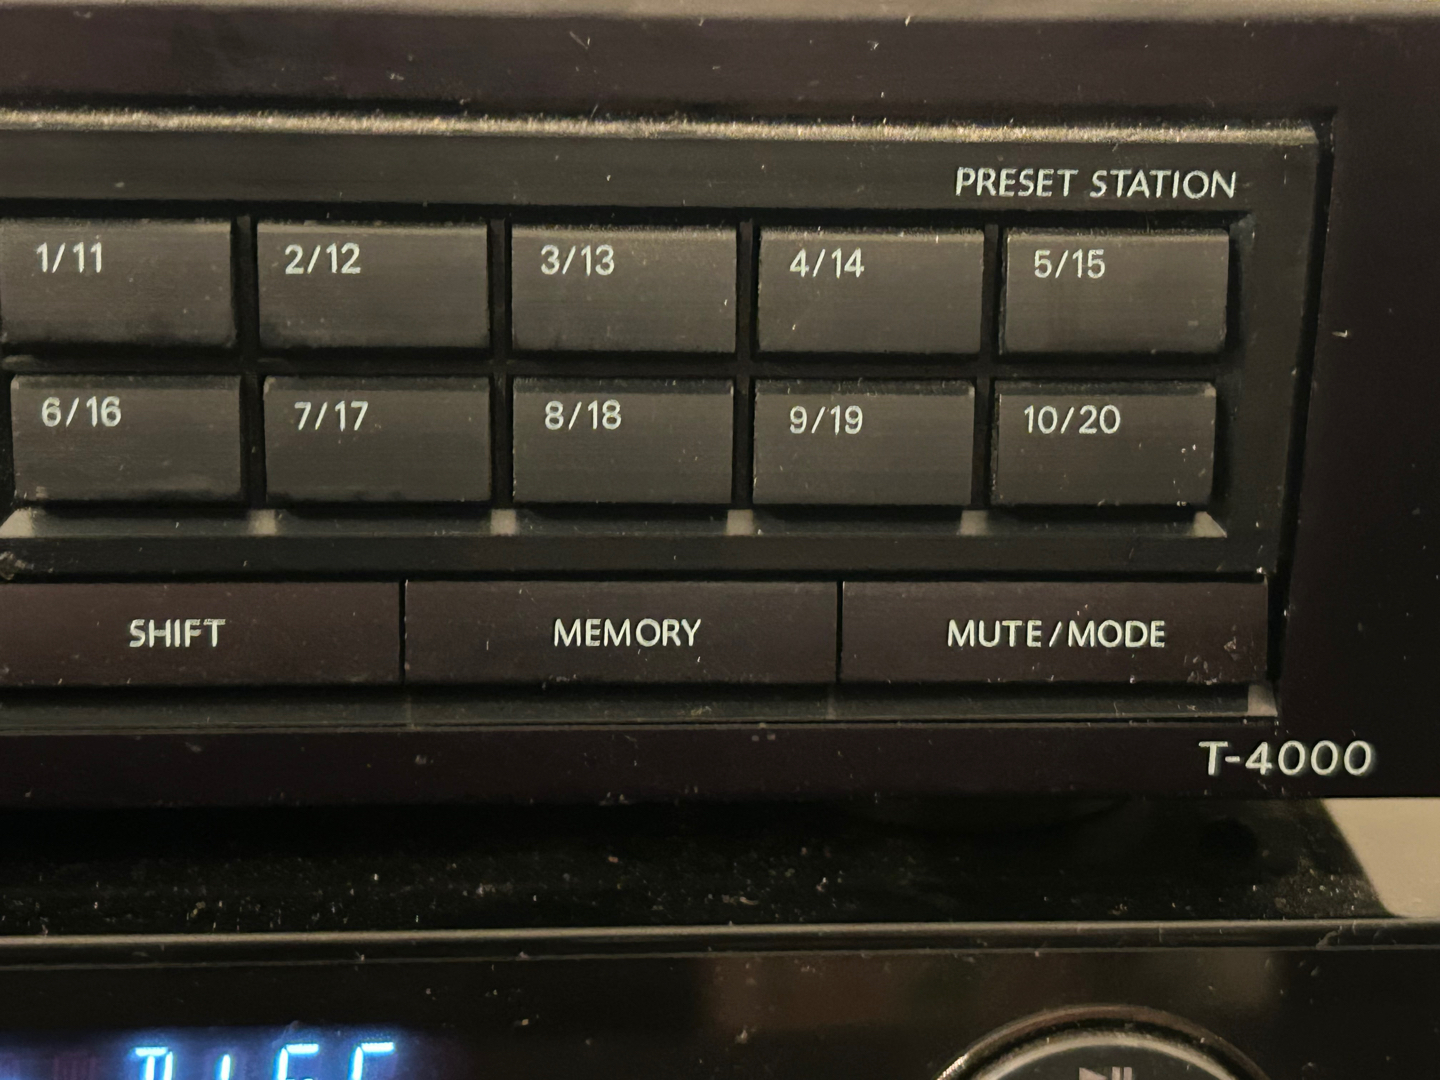 PRESET STATION
1/11 2/12 3/13 4/14 5/15
6/16 7/17 8/18 9/19 10/20
SHIFT MEMORY MUTE/MODE
T-4000